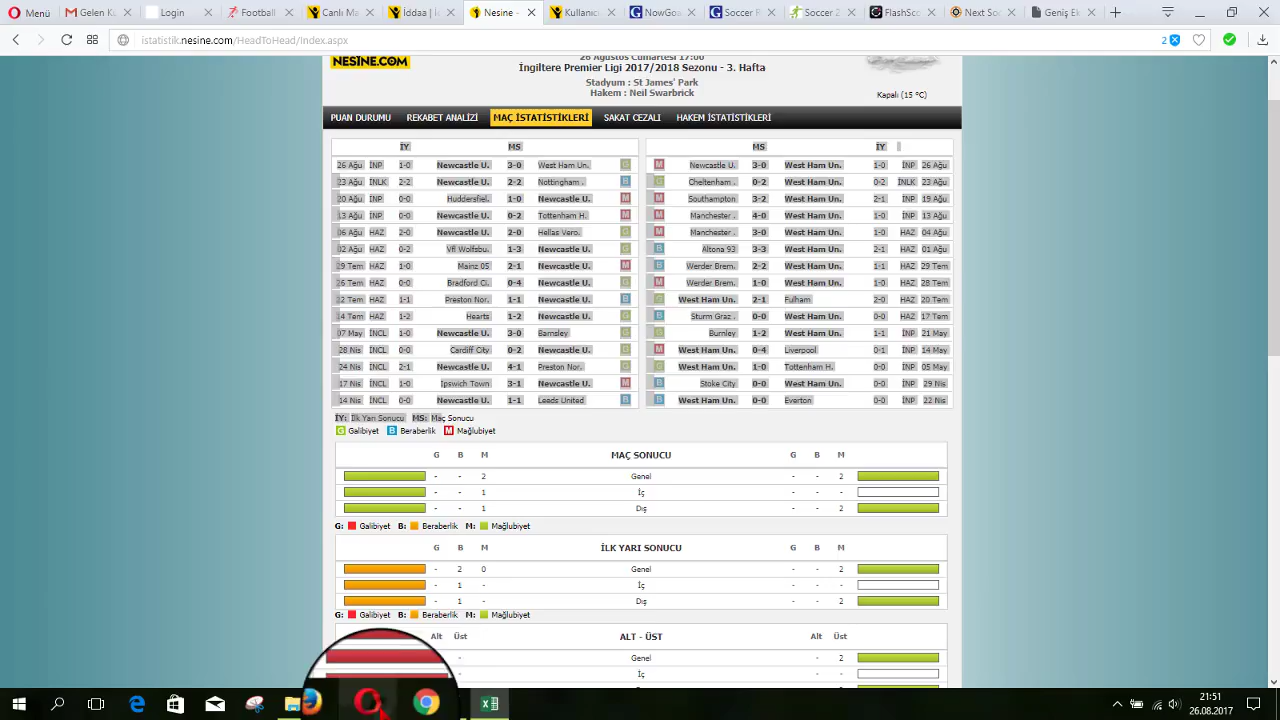 Menü
Gelen Ku
Login
Football
Canlı Ma
İddaa | İd
Nesine -
Kullanıcı
NowGoa
Soccer R
Soccer 2
FlashSco
Next Soc
Geniş Ek
istatistik.nesine.com/HeadToHead/Index.aspx
2
NESINE.COM
26 Ağustos Cumartesi 17:00
İngiltere Premier Ligi 2017/2018 Sezonu - 3. Hafta
Stadyum : St James' Park
Hakem : Neil Swarbrick
Kapalı (15 °C)
PUAN DURUMU REKABET ANALİZİ MAÇ İSTATİSTİKLERİ SAKAT CEZALI HAKEM İSTATİSTİKLERİ
İY MS
26 Ağu İNP 1-0 Newcastle U. 3-0 West Ham Un. G
23 Ağu İNLK 2-2 Newcastle U. 2-2 Nottingham . B
20 Ağu İNP 0-0 Huddersfiel. 1-0 Newcastle U. M
13 Ağu İNP 0-0 Newcastle U. 0-2 Tottenham H. M
06 Ağu HAZ 2-0 Newcastle U. 2-0 Hellas Vero. G
02 Ağu HAZ 0-2 Vfl Wolfsbu. 1-3 Newcastle U. G
29 Tem HAZ 1-0 Mainz 05 2-1 Newcastle U. M
26 Tem HAZ 0-0 Bradford Ci. 0-4 Newcastle U. G
22 Tem HAZ 1-1 Preston Nor. 1-1 Newcastle U. B
14 Tem HAZ 1-2 Hearts 1-2 Newcastle U. G
07 May İNCL 1-0 Newcastle U. 3-0 Barnsley G
28 Nis İNCL 0-0 Cardiff City 0-2 Newcastle U. G
24 Nis İNCL 2-1 Newcastle U. 4-1 Preston Nor. G
17 Nis İNCL 1-0 Ipswich Town 3-1 Newcastle U. M
14 Nis İNCL 0-0 Newcastle U. 1-1 Leeds United B
MS İY
M Newcastle U. 3-0 West Ham Un. 1-0 İNP 26 Ağu
G Cheltenham . 0-2 West Ham Un. 0-2 İNLK 23 Ağu
M Southampton 3-2 West Ham Un. 2-1 İNP 19 Ağu
M Manchester . 4-0 West Ham Un. 1-0 İNP 13 Ağu
M Manchester . 3-0 West Ham Un. 1-0 HAZ 04 Ağu
B Altona 93 3-3 West Ham Un. 2-1 HAZ 01 Ağu
B Werder Brem. 2-2 West Ham Un. 1-1 HAZ 29 Tem
M Werder Brem. 1-0 West Ham Un. 1-0 HAZ 28 Tem
G West Ham Un. 2-1 Fulham 2-0 HAZ 20 Tem
B Sturm Graz . 0-0 West Ham Un. 0-0 HAZ 17 Tem
G Burnley 1-2 West Ham Un. 1-1 İNP 21 May
M West Ham Un. 0-4 Liverpool 0-1 İNP 14 May
G West Ham Un. 1-0 Tottenham H. 0-0 İNP 05 May
B Stoke City 0-0 West Ham Un. 0-0 İNP 29 Nis
B West Ham Un. 0-0 Everton 0-0 İNP 22 Nis
İY: İlk Yarı Sonucu MS: Maç Sonucu
G Galibiyet B Beraberlik M Mağlubiyet
G B M MAÇ SONUCU G B M
- - 2 Genel - - 2
- - 1 İç - - -
- - 1 Dış - - 2
G: Galibiyet B: Beraberlik M: Mağlubiyet
G B M İLK YARI SONUCU G B M
- 2 0 Genel - - 2
- 1 - İç - - -
- 1 - Dış - - 2
G: Galibiyet B: Beraberlik M: Mağlubiyet
Alt Üst ALT - ÜST Alt Üst
- Genel - 2
- İç - -
21:51
26.08.2017